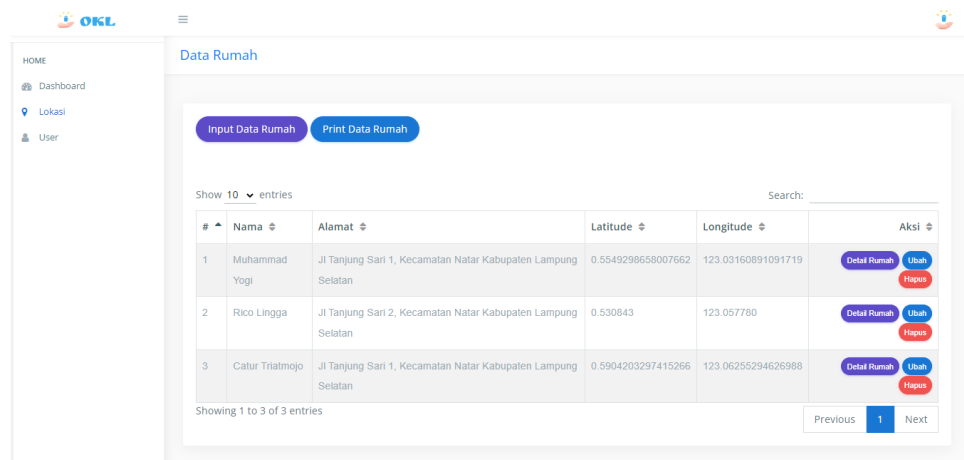 OKL
HOME
Dashboard
Lokasi
User
Data Rumah
Input Data Rumah Print Data Rumah
Show 10 entries Search:
# Nama Alamat Latitude Longitude Aksi
1 Muhammad Jl Tanjung Sari 1, Kecamatan Natar Kabupaten Lampung 0.5549298658007662 123.03160891091719 Detail Rumah Ubah
Yogi Selatan Hapus
2 Rico Lingga Jl Tanjung Sari 2, Kecamatan Natar Kabupaten Lampung 0.530843 123.057780 Detail Rumah Ubah
Selatan Hapus
3 Catur Triatmojo Jl Tanjung Sari 1, Kecamatan Natar Kabupaten Lampung 0.5904203297415266 123.06255294626988 Detail Rumah Ubah
Selatan Hapus
Showing 1 to 3 of 3 entries
Previous 1 Next